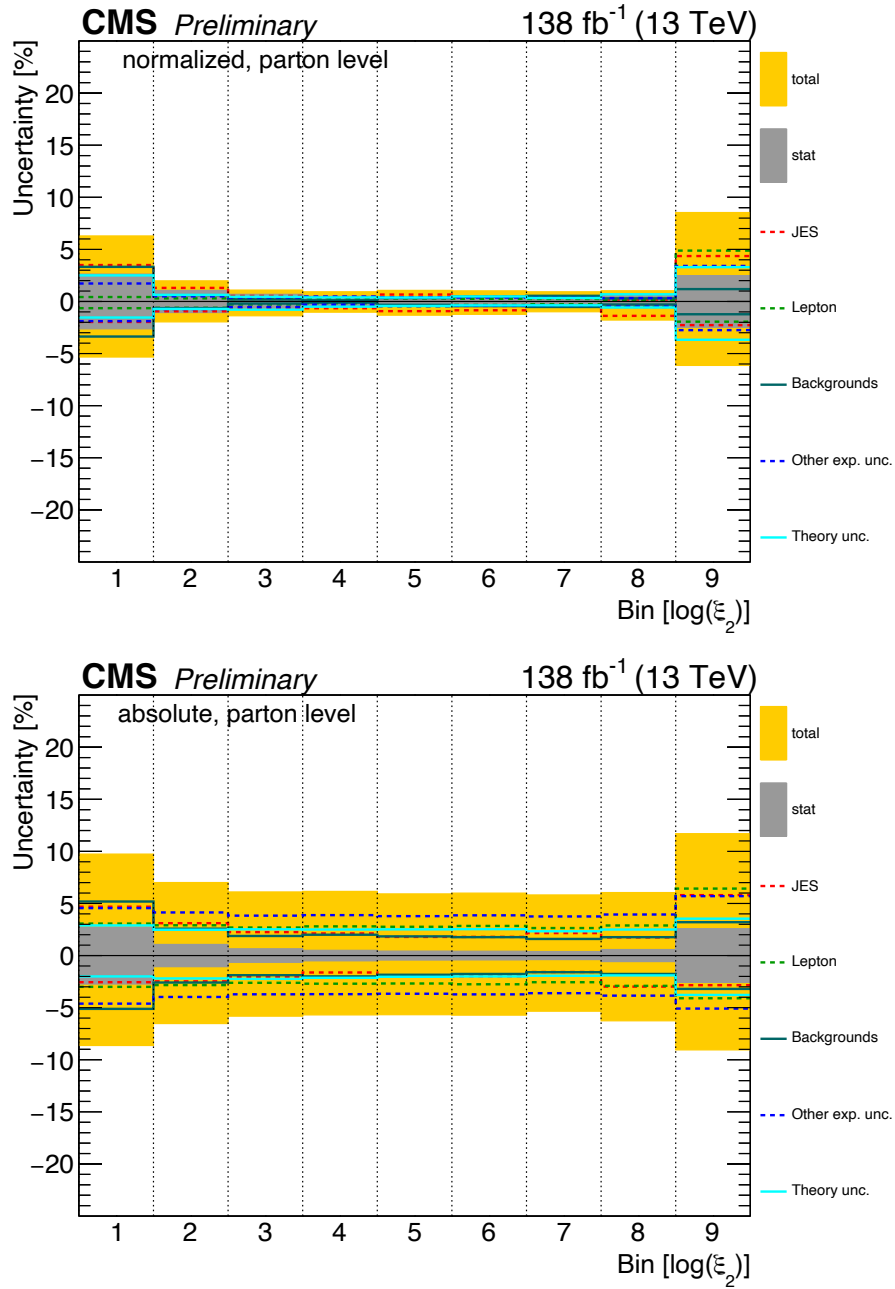 CMS Preliminary 138 fb⁻¹ (13 TeV)
normalized, parton level
Uncertainty [%]
20
15
10
5
0
−5
−10
−15
−20
1 2 3 4 5 6 7 8 9
Bin [log(ξ₂)]
total
stat
JES
Lepton
Backgrounds
Other exp. unc.
Theory unc.
CMS Preliminary 138 fb⁻¹ (13 TeV)
absolute, parton level
Uncertainty [%]
20
15
10
5
0
−5
−10
−15
−20
1 2 3 4 5 6 7 8 9
Bin [log(ξ₂)]
total
stat
JES
Lepton
Backgrounds
Other exp. unc.
Theory unc.